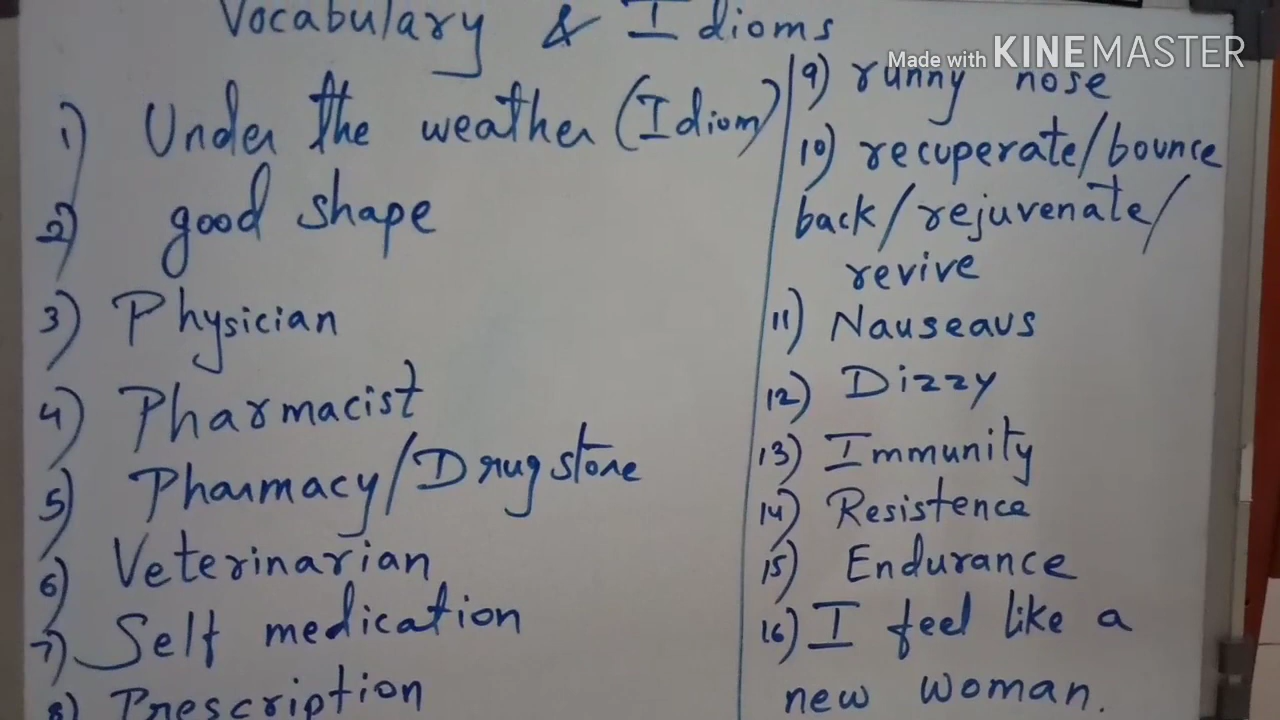 Vocabulary & Idioms
1) Under the weather (Idiom)
2) good shape
3) Physician
4) Pharmacist
5) Pharmacy/Drug store
6) Veterinarian
7) Self medication
8) Prescription
Made with KINEMASTER
9) runny nose
10) recuperate/bounce
back/rejuvenate/
revive
11) Nauseaus
12) Dizzy
13) Immunity
14) Resistence
15) Endurance
16) I feel like a
new woman.